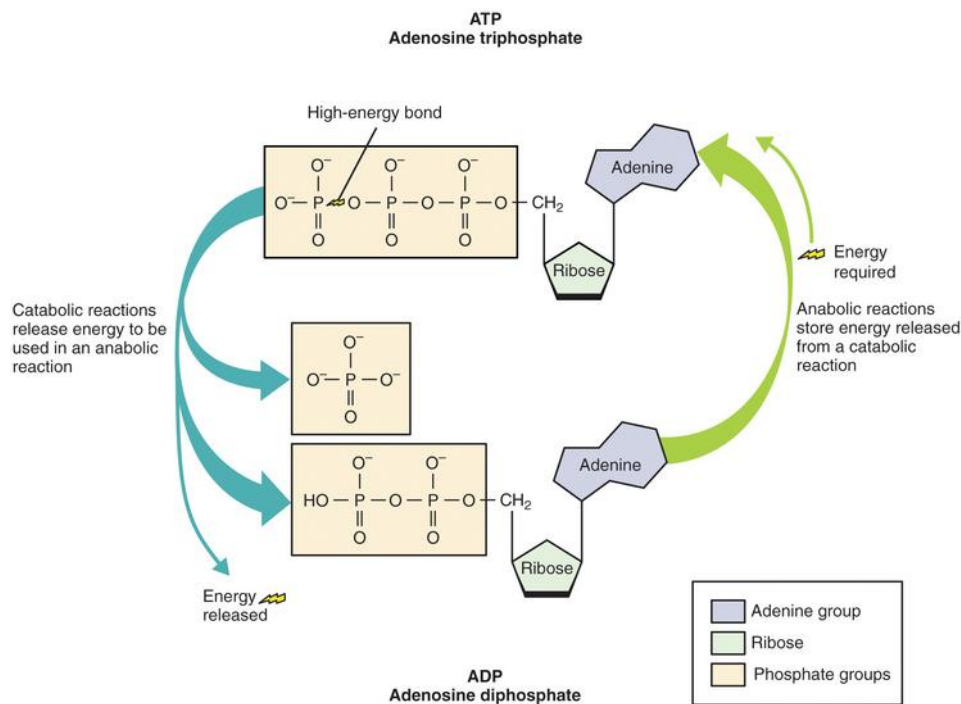 ATP
Adenosine triphosphate
High-energy bond
O⁻ O⁻ O⁻
O⁻ P O P O P O CH₂
O O O
Adenine
Ribose
Energy
required
Catabolic reactions
release energy to be
used in an anabolic
reaction
Anabolic reactions
store energy released
from a catabolic
reaction
O⁻
O⁻ P O⁻
O
O⁻ O⁻
HO P O P O CH₂
O O
Adenine
Ribose
Energy
released
Adenine group
Ribose
Phosphate groups
ADP
Adenosine diphosphate